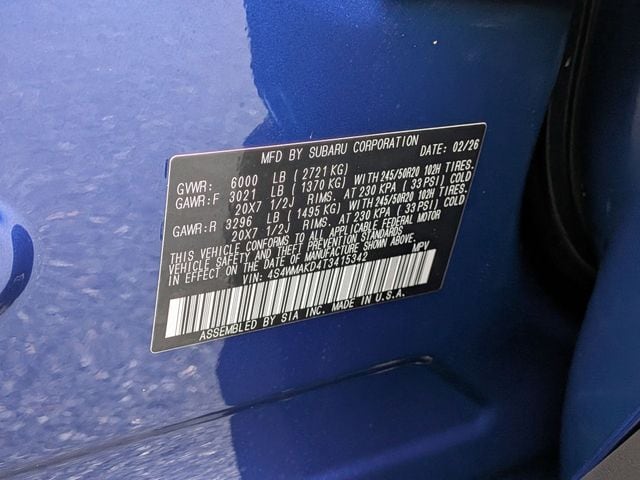 MFD BY SUBARU CORPORATION DATE: 02/26
GVWR: 6000 LB ( 2721 KG)
GAWR:F 3021 LB ( 1370 KG) WITH 245/50R20 102H TIRES.
20X7 1/2J RIMS. AT 230 KPA ( 33 PSI) COLD
GAWR:R 3296 LB ( 1495 KG) WITH 245/50R20 102H TIRES.
20X7 1/2J RIMS. AT 230 KPA ( 33 PSI) COLD
THIS VEHICLE CONFORMS TO ALL APPLICABLE FEDERAL MOTOR
VEHICLE SAFETY AND THEFT PREVENTION STANDARDS
IN EFFECT ON THE DATE OF MANUFACTURE SHOWN ABOVE.
VIN: 4S4WMAKD4T3415342 MPV
ASSEMBLED BY SIA INC. MADE IN U.S.A.